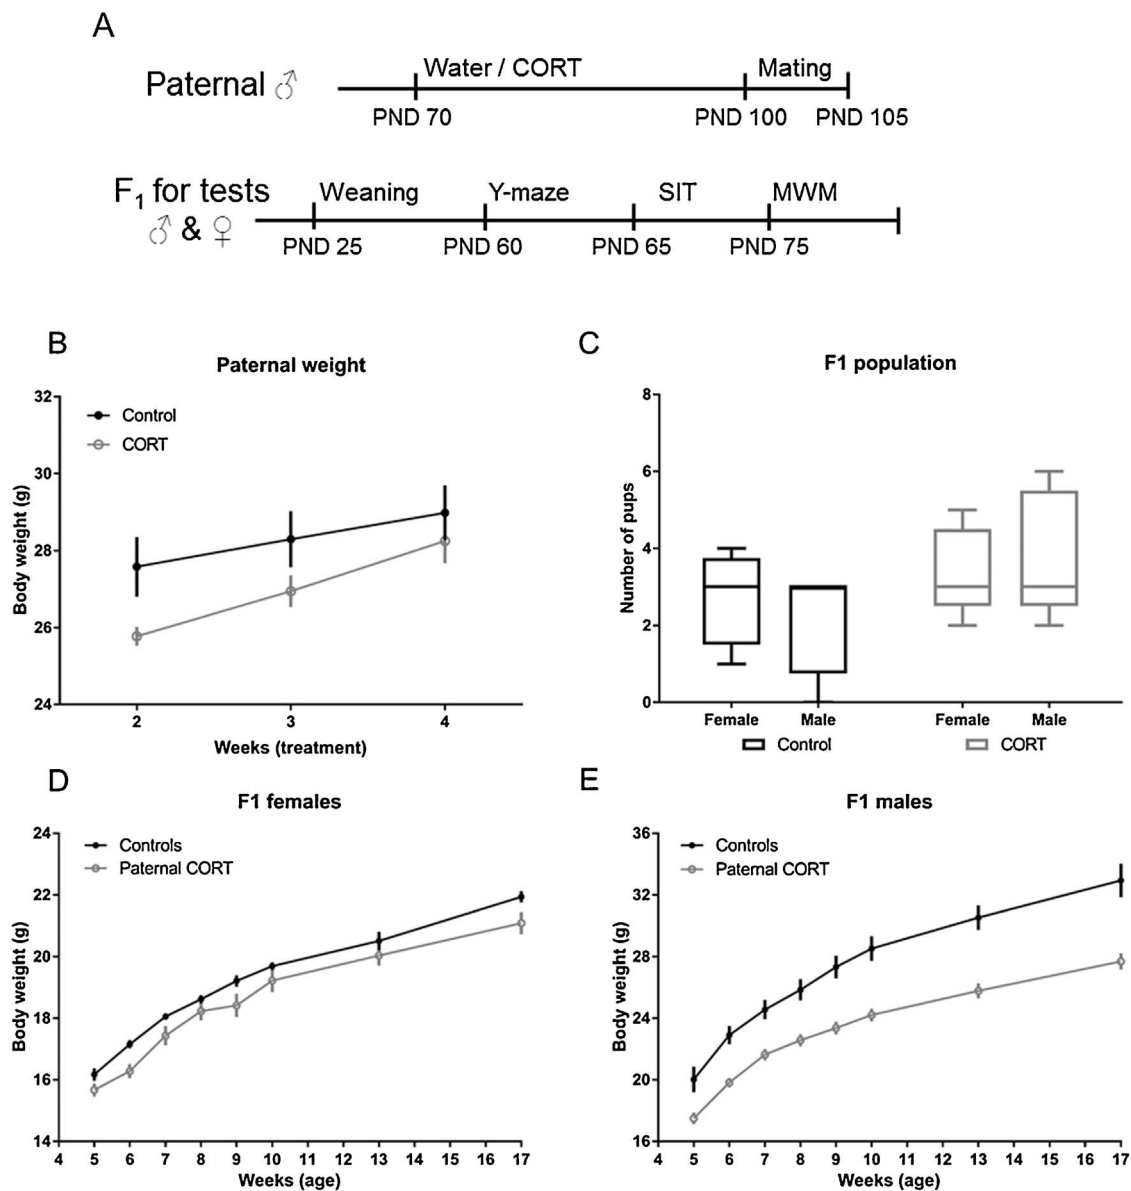 A
Paternal ♂
Water / CORT
Mating
PND 70
PND 100
PND 105
F1 for tests
♂ & ♀
Weaning
Y-maze
SIT
MWM
PND 25
PND 60
PND 65
PND 75
B
Paternal weight
Control
CORT
Body weight (g)
32
30
28
26
24
2 3 4
Weeks (treatment)
C
F1 population
Number of pups
8
6
4
2
0
Female Male Female Male
Control CORT
D
F1 females
Controls
Paternal CORT
Body weight (g)
24
22
20
18
16
14
4 5 6 7 8 9 10 11 12 13 14 15 16 17
Weeks (age)
E
F1 males
Controls
Paternal CORT
Body weight (g)
36
32
28
24
20
16
4 5 6 7 8 9 10 11 12 13 14 15 16 17
Weeks (age)